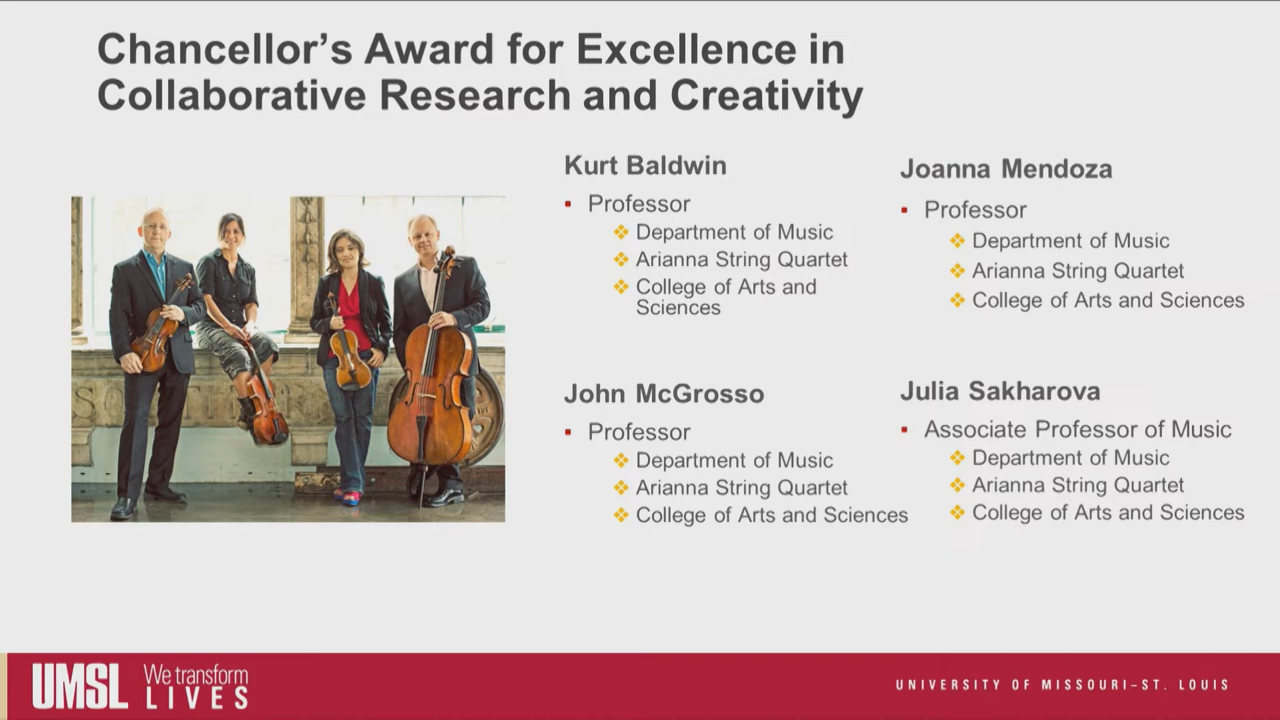 Chancellor’s Award for Excellence in
Collaborative Research and Creativity
Kurt Baldwin
Professor
Department of Music
Arianna String Quartet
College of Arts and
Sciences
Joanna Mendoza
Professor
Department of Music
Arianna String Quartet
College of Arts and Sciences
John McGrosso
Professor
Department of Music
Arianna String Quartet
College of Arts and Sciences
Julia Sakharova
Associate Professor of Music
Department of Music
Arianna String Quartet
College of Arts and Sciences
UMSL
We transform
LIVES
UNIVERSITY OF MISSOURI–ST. LOUIS